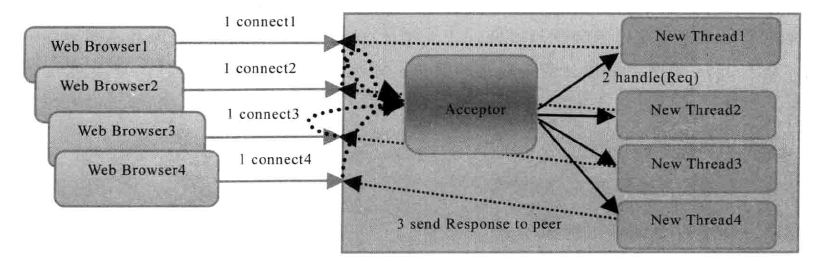 Web Browser1
Web Browser2
Web Browser3
Web Browser4
1 connect1
1 connect2
1 connect3
1 connect4
Acceptor
2 handle(Req)
New Thread1
New Thread2
New Thread3
New Thread4
3 send Response to peer